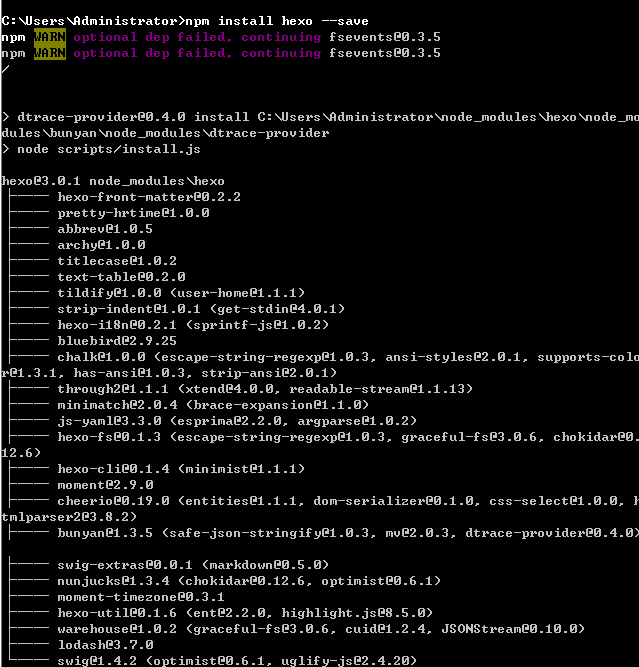 C:\Users\Administrator>npm install hexo --save
npm WARN optional dep failed, continuing fsevents@0.3.5
npm WARN optional dep failed, continuing fsevents@0.3.5
/
> dtrace-provider@0.4.0 install C:\Users\Administrator\node_modules\hexo\node_mo
dules\bunyan\node_modules\dtrace-provider
> node scripts/install.js
hexo@3.0.1 node_modules\hexo
├── hexo-front-matter@0.2.2
├── pretty-hrtime@1.0.0
├── abbrev@1.0.5
├── archy@1.0.0
├── titlecase@1.0.2
├── text-table@0.2.0
├── tildify@1.0.0 (user-home@1.1.1)
├── strip-indent@1.0.1 (get-stdin@4.0.1)
├── hexo-i18n@0.2.1 (sprintf-js@1.0.2)
├── bluebird@2.9.25
├── chalk@1.0.0 (escape-string-regexp@1.0.3, ansi-styles@2.0.1, supports-colo
r@1.3.1, has-ansi@1.0.3, strip-ansi@2.0.1)
├── through2@1.1.1 (xtend@4.0.0, readable-stream@1.1.13)
├── minimatch@2.0.4 (brace-expansion@1.1.0)
├── js-yaml@3.3.0 (esprima@2.2.0, argparse@1.0.2)
├── hexo-fs@0.1.3 (escape-string-regexp@1.0.3, graceful-fs@3.0.6, chokidar@0.
12.6)
├── hexo-cli@0.1.4 (minimist@1.1.1)
├── moment@2.9.0
├── cheerio@0.19.0 (entities@1.1.1, dom-serializer@0.1.0, css-select@1.0.0, h
tmlparser2@3.8.2)
├── bunyan@1.3.5 (safe-json-stringify@1.0.3, mv@2.0.3, dtrace-provider@0.4.0)
├── swig-extras@0.0.1 (markdown@0.5.0)
├── nunjucks@1.3.4 (chokidar@0.12.6, optimist@0.6.1)
├── moment-timezone@0.3.1
├── hexo-util@0.1.6 (ent@2.2.0, highlight.js@8.5.0)
├── warehouse@1.0.2 (graceful-fs@3.0.6, cuid@1.2.4, JSONStream@0.10.0)
├── lodash@3.7.0
└── swig@1.4.2 (optimist@0.6.1, uglify-js@2.4.20)